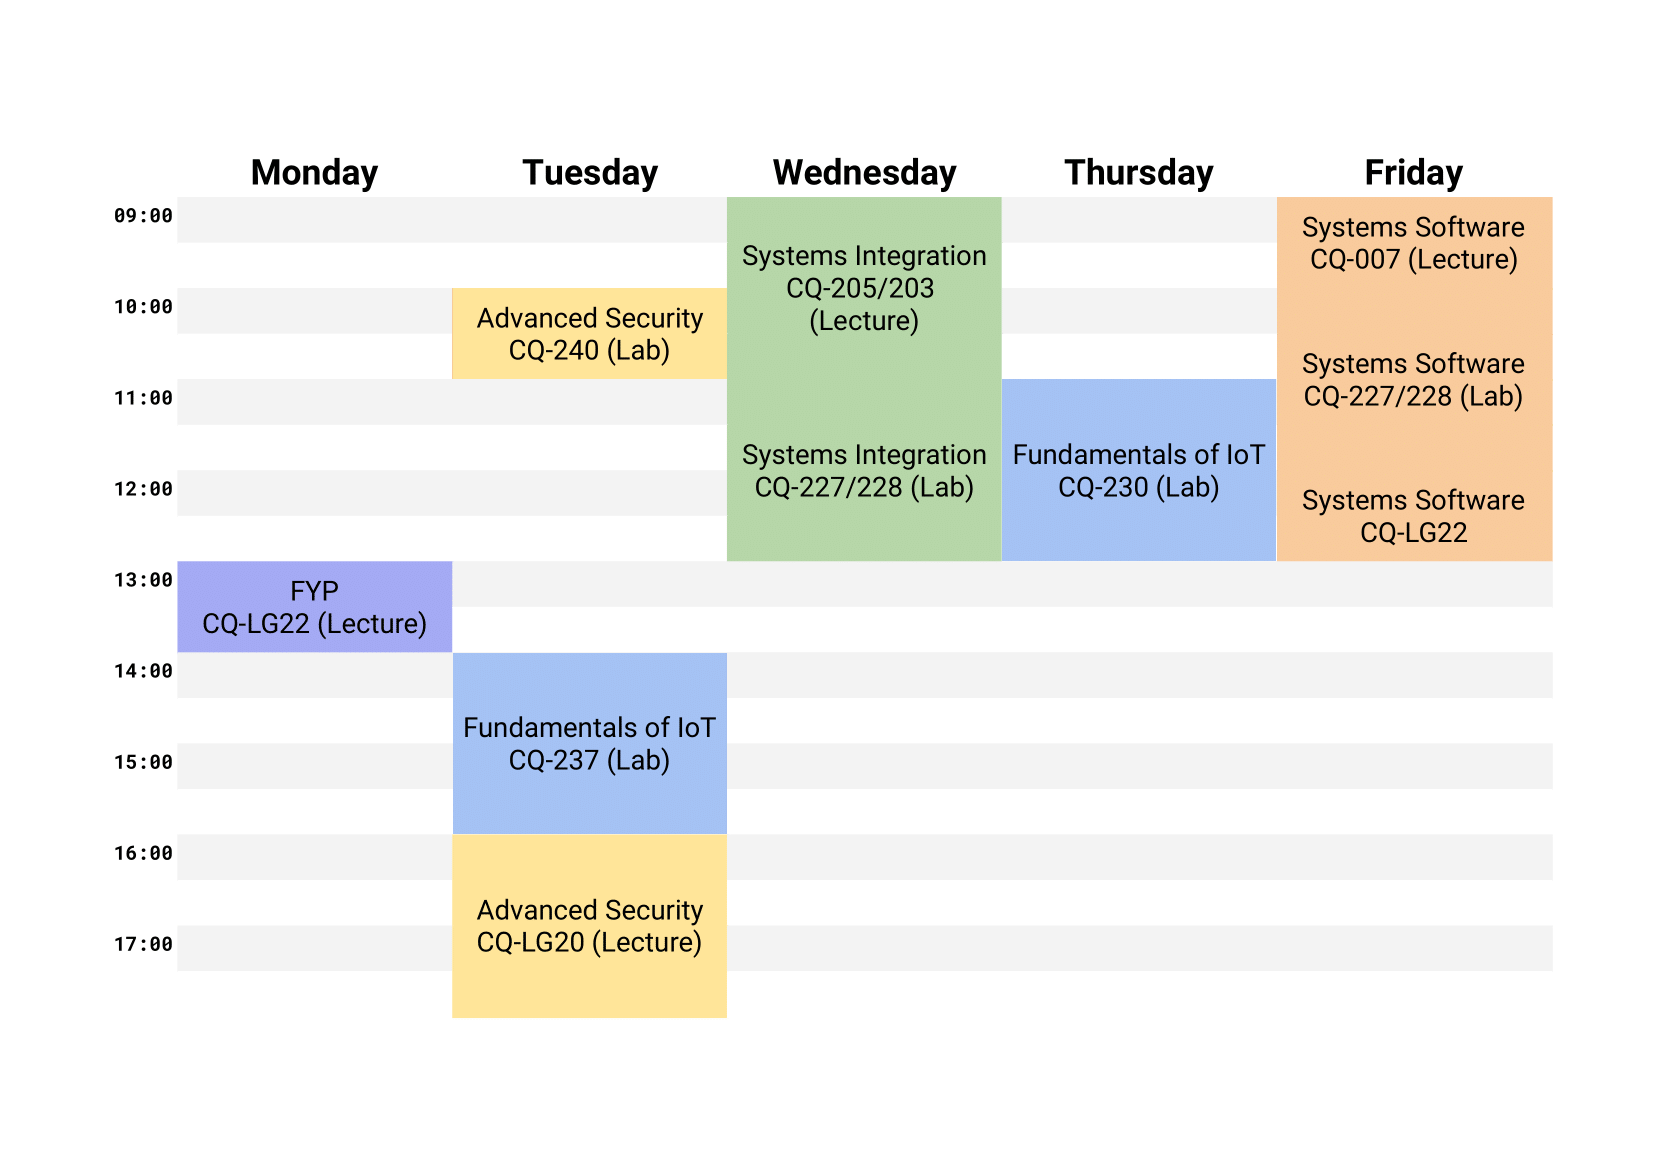 Monday Tuesday Wednesday Thursday Friday
09:00
10:00
11:00
12:00
13:00
14:00
15:00
16:00
17:00
FYP
CQ-LG22 (Lecture)
Advanced Security
CQ-240 (Lab)
Fundamentals of IoT
CQ-237 (Lab)
Advanced Security
CQ-LG20 (Lecture)
Systems Integration
CQ-205/203
(Lecture)
Systems Integration
CQ-227/228 (Lab)
Fundamentals of IoT
CQ-230 (Lab)
Systems Software
CQ-007 (Lecture)
Systems Software
CQ-227/228 (Lab)
Systems Software
CQ-LG22